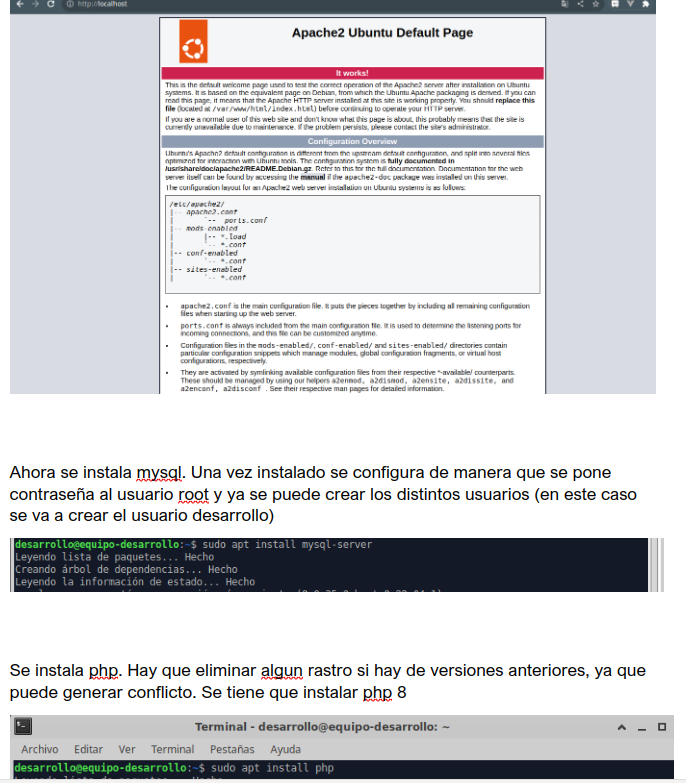 http://localhost
Apache2 Ubuntu Default Page
It works!
This is the default welcome page used to test the correct operation of the Apache2 server after installation on Ubuntu
systems. It is based on the equivalent page on Debian, from which the Ubuntu Apache packaging is derived. If you can
read this page, it means that the Apache HTTP server installed at this site is working properly. You should replace this
file (located at /var/www/html/index.html) before continuing to operate your HTTP server.
If you are a normal user of this web site and don't know what this page is about, this probably means that the site is
currently unavailable due to maintenance. If the problem persists, please contact the site's administrator.
Configuration Overview
Ubuntu's Apache2 default configuration is different from the upstream default configuration, and split into several files
optimized for interaction with Ubuntu tools. The configuration system is fully documented in
/usr/share/doc/apache2/README.Debian.gz. Refer to this for the full documentation. Documentation for the web
server itself can be found by accessing the manual if the apache2-doc package was installed on this server.
The configuration layout for an Apache2 web server installation on Ubuntu systems is as follows:
/etc/apache2/
|-- apache2.conf
|       `-- ports.conf
|-- mods-enabled
|       |-- *.load
|       `-- *.conf
|-- conf-enabled
|       `-- *.conf
|-- sites-enabled
|       `-- *.conf
• apache2.conf is the main configuration file. It puts the pieces together by including all remaining configuration
files when starting up the web server.
• ports.conf is always included from the main configuration file. It is used to determine the listening ports for
incoming connections, and this file can be customized anytime.
• Configuration files in the mods-enabled/, conf-enabled/ and sites-enabled/ directories contain
particular configuration snippets which manage modules, global configuration fragments, or virtual host
configurations, respectively.
• They are activated by symlinking available configuration files from their respective *-available/ counterparts.
These should be managed by using our helpers a2enmod, a2dismod, a2ensite, a2dissite, and
a2enconf, a2disconf . See their respective man pages for detailed information.
Ahora se instala mysql. Una vez instalado se configura de manera que se pone
contraseña al usuario root y ya se puede crear los distintos usuarios (en este caso
se va a crear el usuario desarrollo)
desarrollo@equipo-desarrollo:~$ sudo apt install mysql-server
Leyendo lista de paquetes... Hecho
Creando árbol de dependencias... Hecho
Leyendo la información de estado... Hecho
Se instala php. Hay que eliminar algun rastro si hay de versiones anteriores, ya que
puede generar conflicto. Se tiene que instalar php 8
Terminal - desarrollo@equipo-desarrollo: ~
Archivo Editar Ver Terminal Pestañas Ayuda
desarrollo@equipo-desarrollo:~$ sudo apt install php